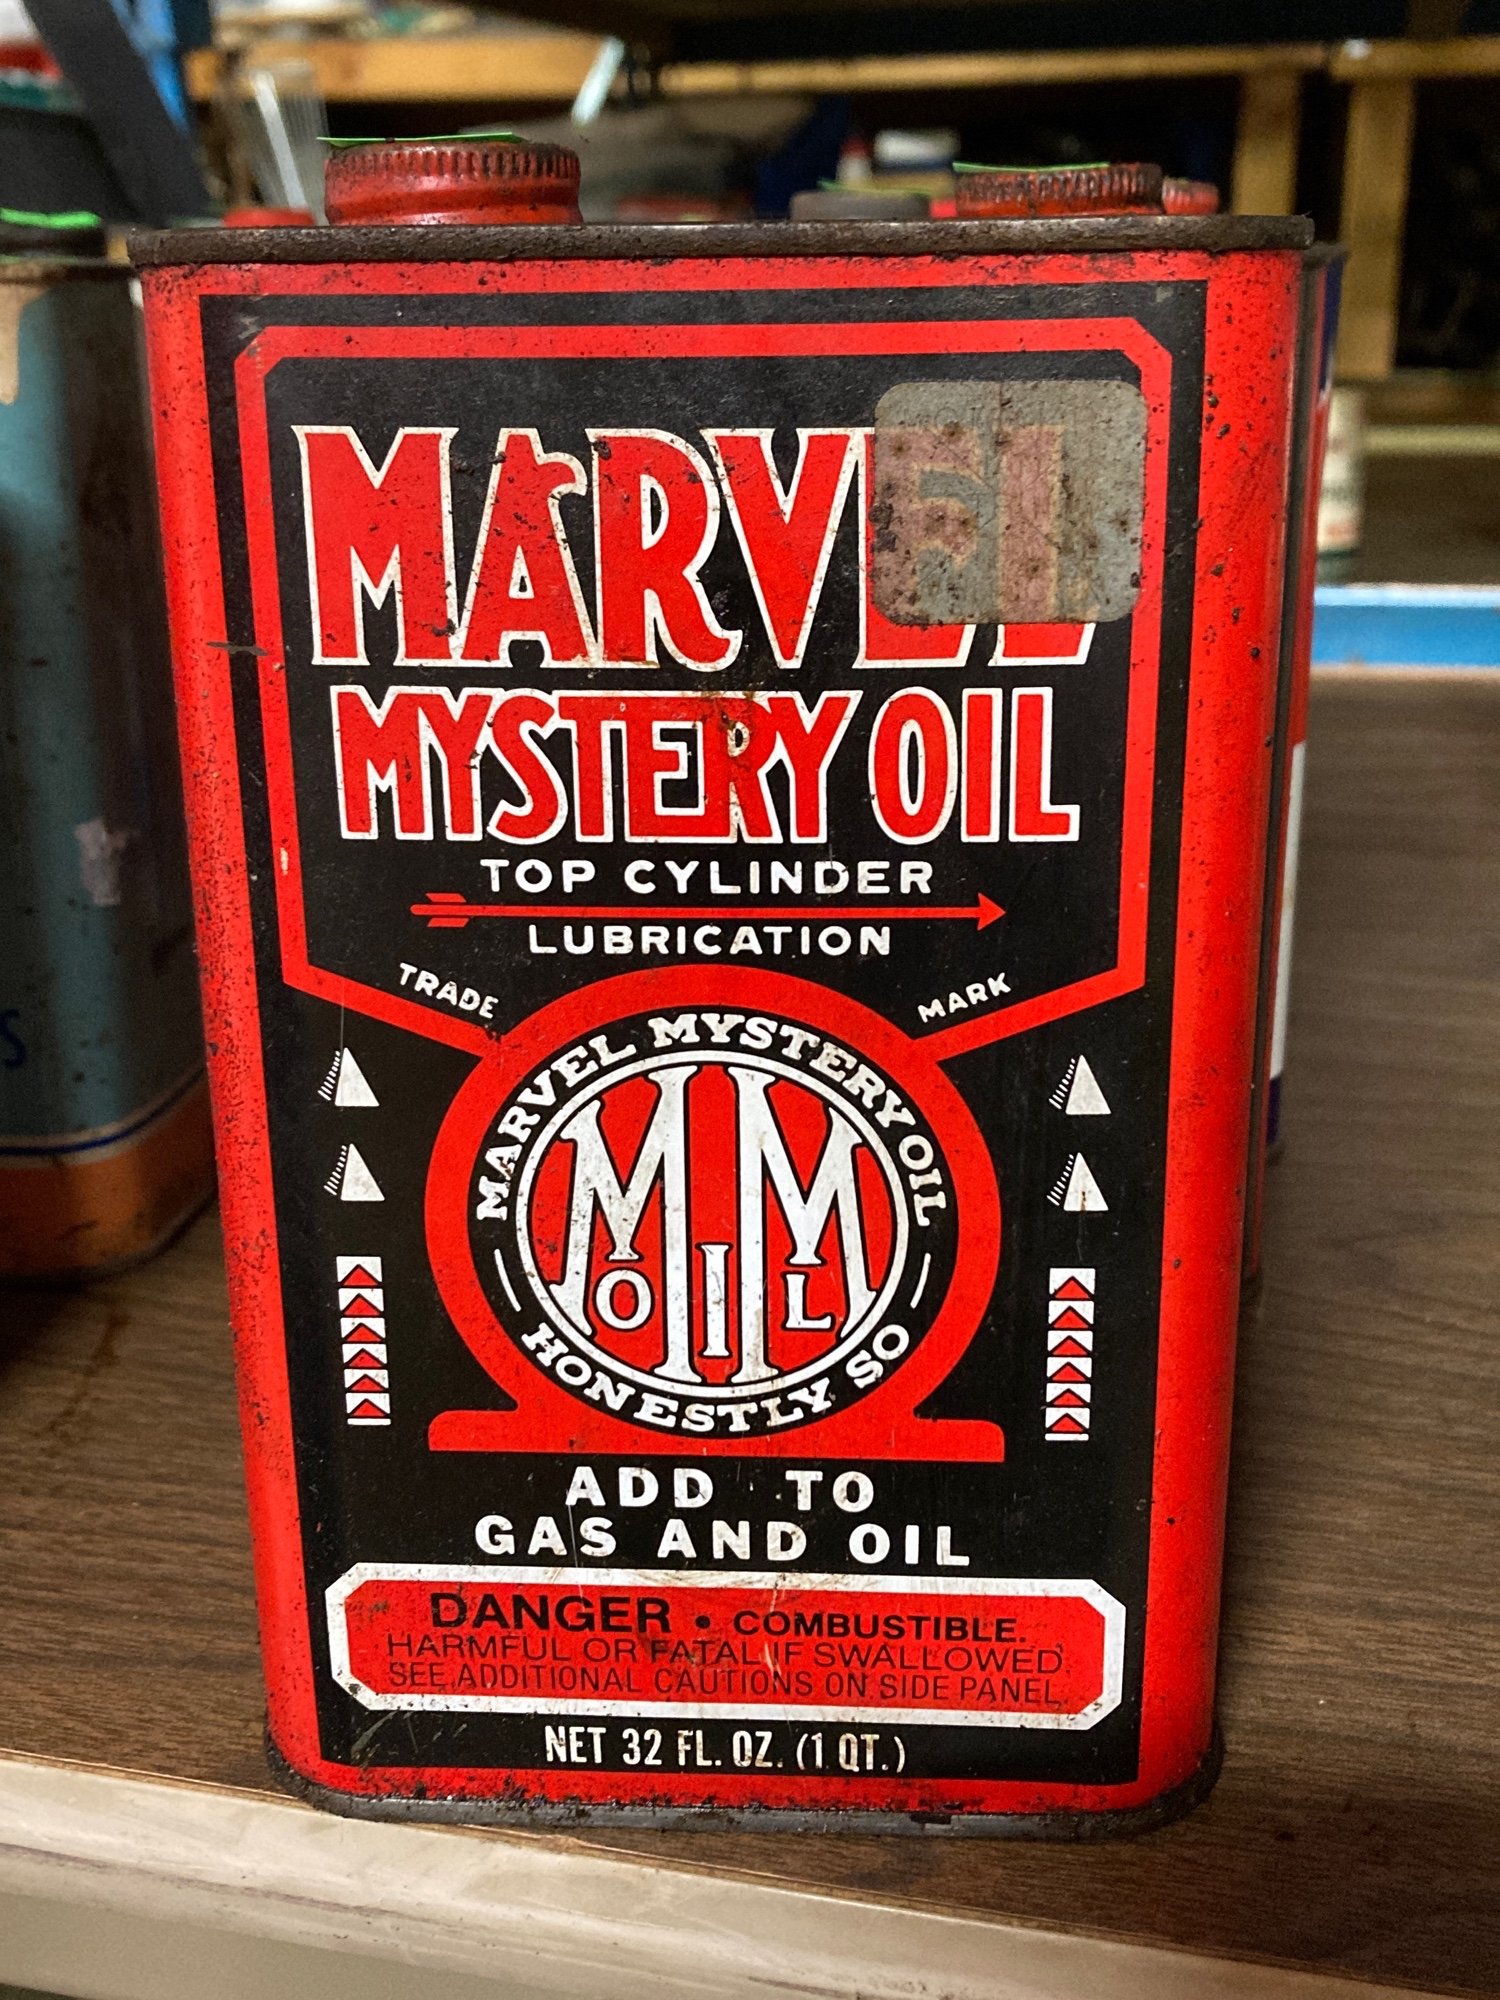 MARVEL
MYSTERY OIL
TOP CYLINDER
LUBRICATION
TRADE MARK
MARVEL MYSTERY OIL
MM
OIL
HONESTLY SO
ADD TO
GAS AND OIL
DANGER • COMBUSTIBLE.
HARMFUL OR FATAL IF SWALLOWED.
SEE ADDITIONAL CAUTIONS ON SIDE PANEL.
NET 32 FL. OZ. (1 QT.)